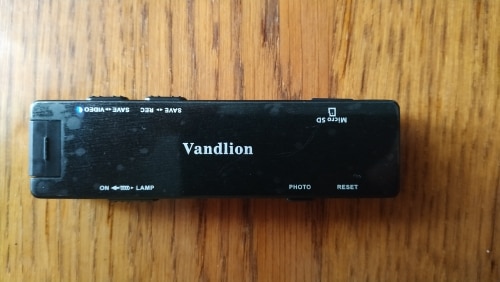 SAVE ↔ VIDEO
SAVE ↔ REC
Micro SD
Vandlion
ON LAMP
PHOTO
RESET